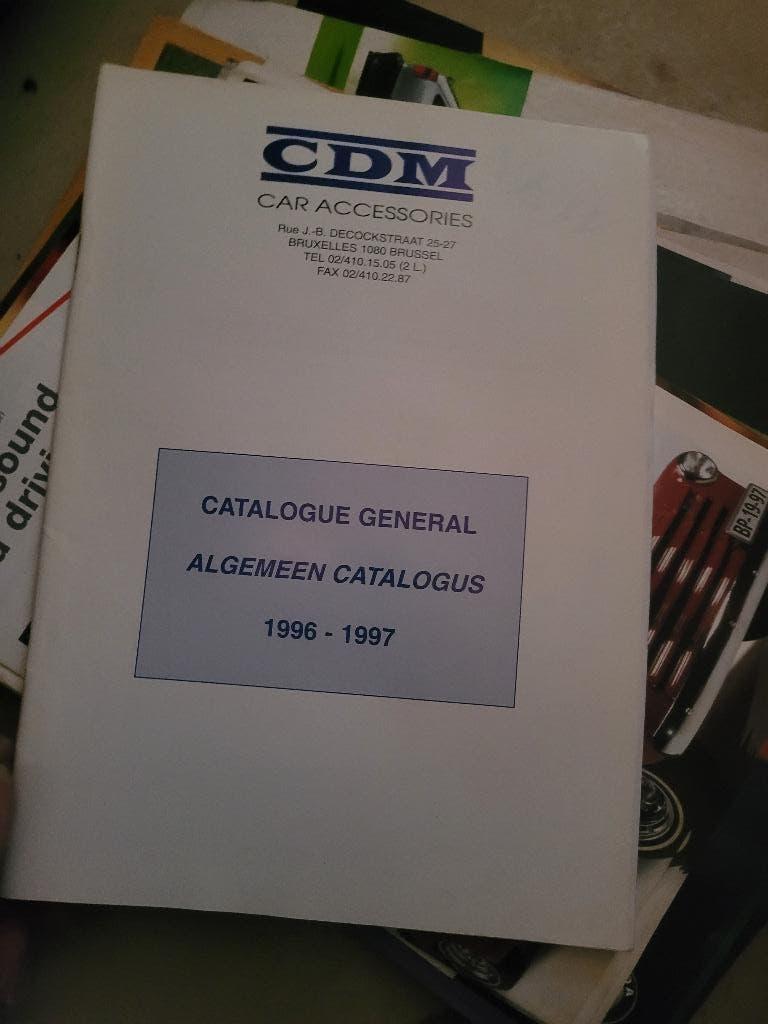 CDM
CAR ACCESSORIES
Rue J.-B. DECOCKSTRAAT 25-27
BRUXELLES 1080 BRUSSEL
TEL 02/410.15.05 (2 L.)
FAX 02/410.22.87
CATALOGUE GENERAL
ALGEMEEN CATALOGUS
1996 - 1997
sound
BP-19-97